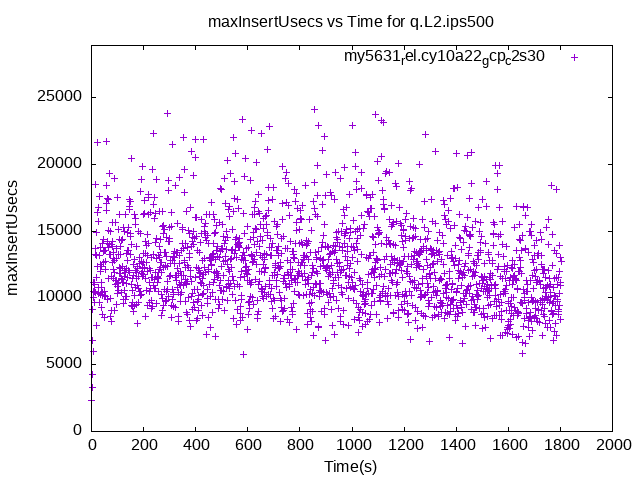 maxInsertUsecs vs Time for q.L2.ips500
my5631rel.cy10a22gcpc2s30
25000
20000
15000
10000
5000
0
maxInsertUsecs
0 200 400 600 800 1000 1200 1400 1600 1800 2000
Time(s)